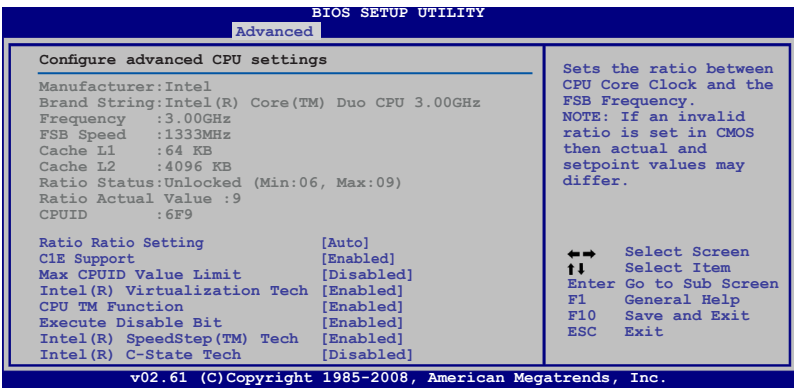 BIOS SETUP UTILITY
Advanced
Configure advanced CPU settings
Manufacturer:Intel
Brand String:Intel(R) Core(TM) Duo CPU 3.00GHz
Frequency :3.00GHz
FSB Speed :1333MHz
Cache L1 :64 KB
Cache L2 :4096 KB
Ratio Status:Unlocked (Min:06, Max:09)
Ratio Actual Value :9
CPUID :6F9
Ratio Ratio Setting [Auto]
C1E Support [Enabled]
Max CPUID Value Limit [Disabled]
Intel(R) Virtualization Tech [Enabled]
CPU TM Function [Enabled]
Execute Disable Bit [Enabled]
Intel(R) SpeedStep(TM) Tech [Enabled]
Intel(R) C-State Tech [Disabled]
Sets the ratio between
CPU Core Clock and the
FSB Frequency.
NOTE: If an invalid
ratio is set in CMOS
then actual and
setpoint values may
differ.
←→ Select Screen
↑↓ Select Item
Enter Go to Sub Screen
F1 General Help
F10 Save and Exit
ESC Exit
v02.61 (C)Copyright 1985-2008, American Megatrends, Inc.